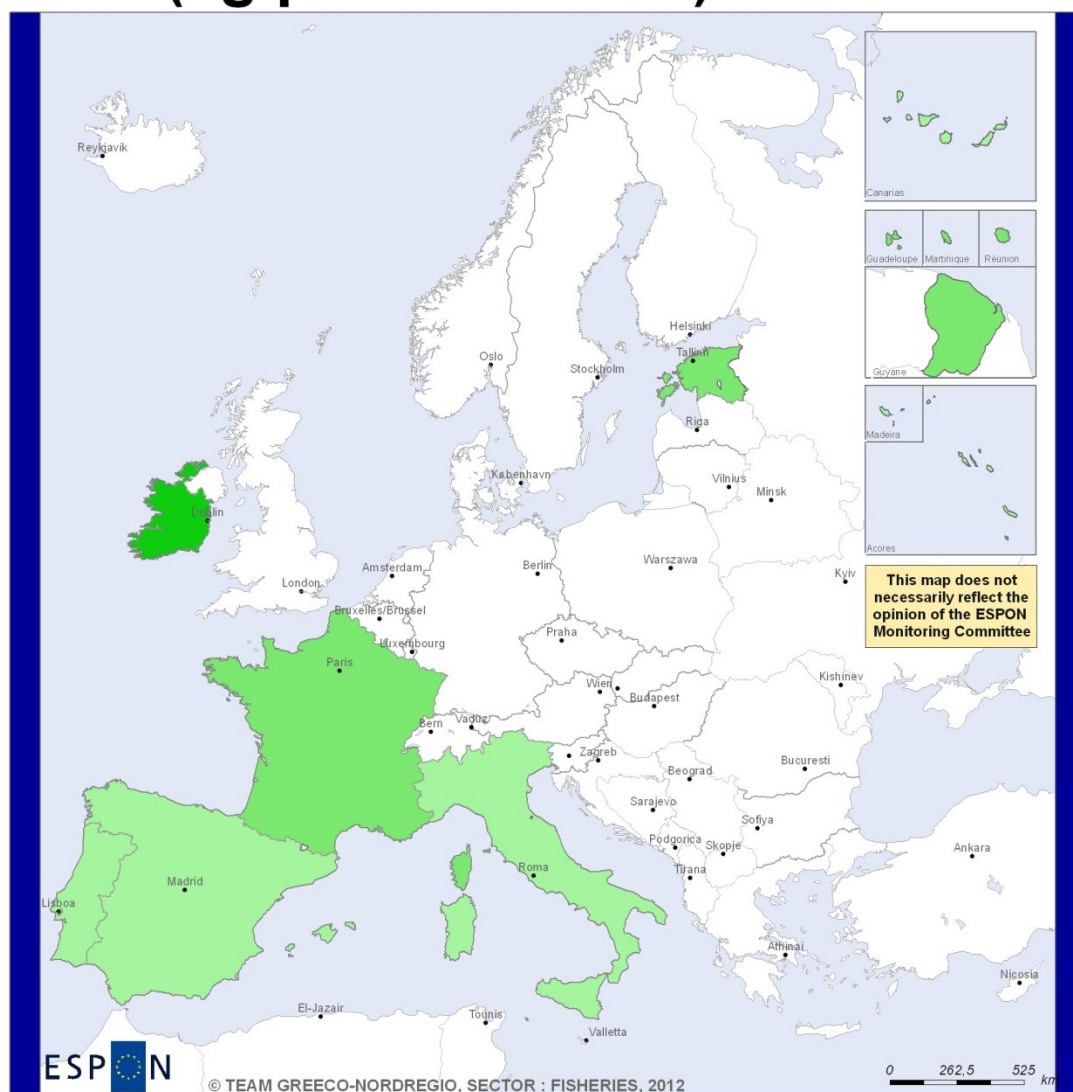 Reykjavik
Canarias
Guadeloupe
Martinique
Réunion
Guyane
Madeira
Acores
Helsinki
Tallinn
Oslo
Stockholm
Riga
København
Vilnius
Minsk
Dublin
Amsterdam
Berlin
Warszawa
Kyiv
London
This map does not
necessarily reflect the
opinion of the ESPON
Monitoring Committee
Bruxelles/Brussel
Praha
Luxembourg
Paris
Kishinev
Wien
Budapest
Bern
Vaduz
Zagreb
Bucuresti
Beograd
Sarajevo
Sofiya
Podgorica
Skopje
Ankara
Tirana
Roma
Madrid
Lisboa
Athinai
Nicosia
El-Jazair
Tounis
Valletta
ESPON
© TEAM GREECO-NORDREGIO, SECTOR : FISHERIES, 2012
0 262,5 525
km